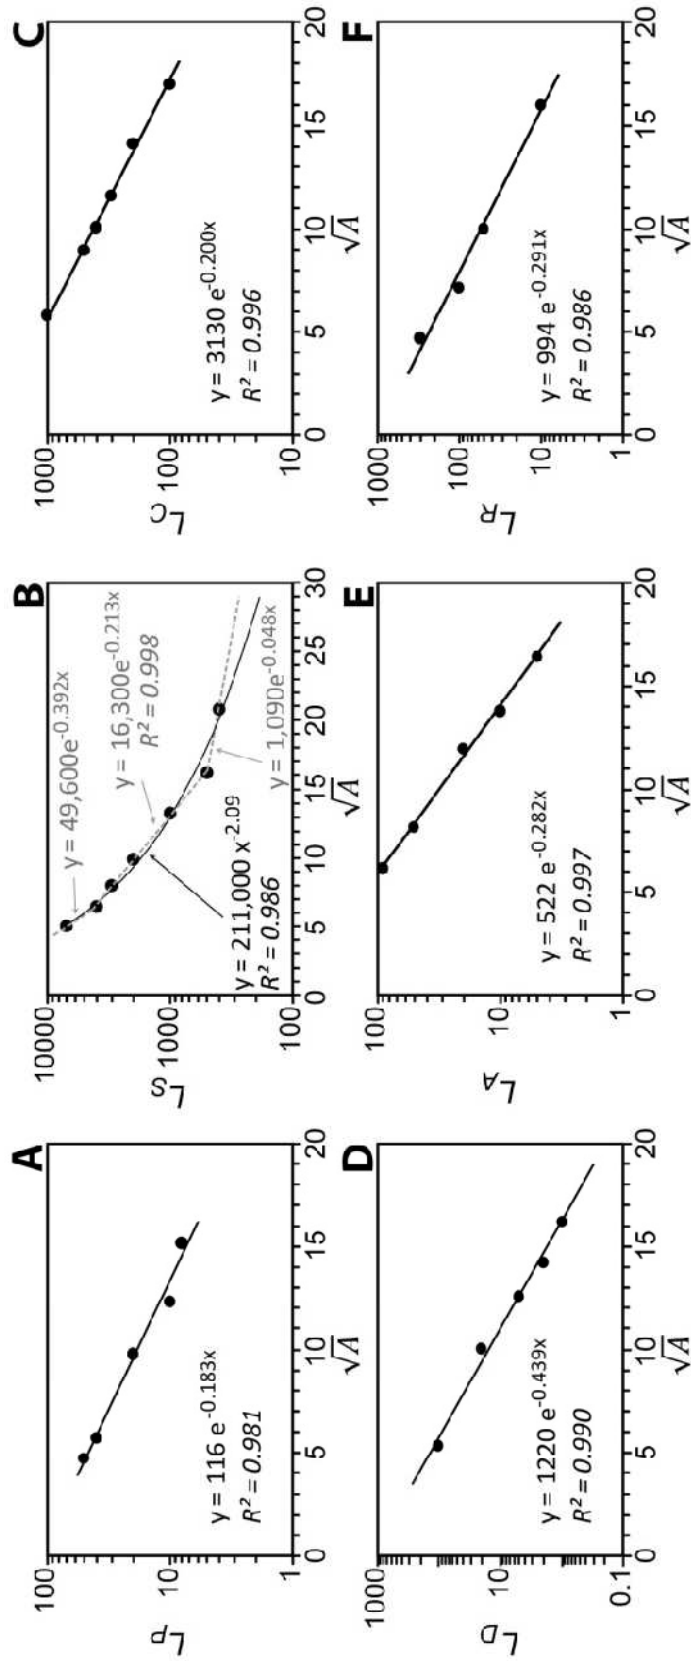 A
100
10
1
L_P
y = 116 e^-0.183x
R² = 0.981
0 5 10 15 20
√A
B
10000
1000
100
L_S
y = 49,600e^-0.392x
y = 16,300e^-0.213x
R² = 0.998
y = 211,000 x^-2.09
R² = 0.986
y = 1,090e^-0.048x
0 5 10 15 20 25 30
√A
C
1000
100
10
L_C
y = 3130 e^-0.200x
R² = 0.996
0 5 10 15 20
√A
D
1000
10
0.1
L_D
y = 1220 e^-0.439x
R² = 0.990
0 5 10 15 20
√A
E
100
10
1
L_A
y = 522 e^-0.282x
R² = 0.997
0 5 10 15 20
√A
F
1000
100
10
1
L_R
y = 994 e^-0.291x
R² = 0.986
0 5 10 15 20
√A